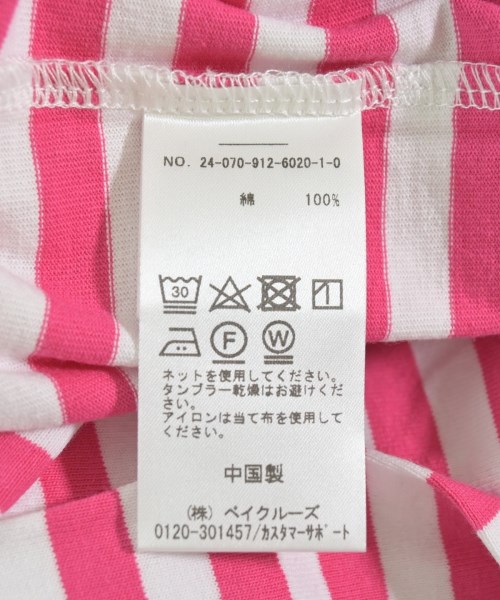 NO. 24-070-912-6020-1-0
綿 100%
30
F W
ネットを使用してください。
タンブラー乾燥はお避けくださ
い。
アイロンは当て布を使用して
ください。
中国製
(株) ベイクルーズ
0120-301457/カスタマーサポート